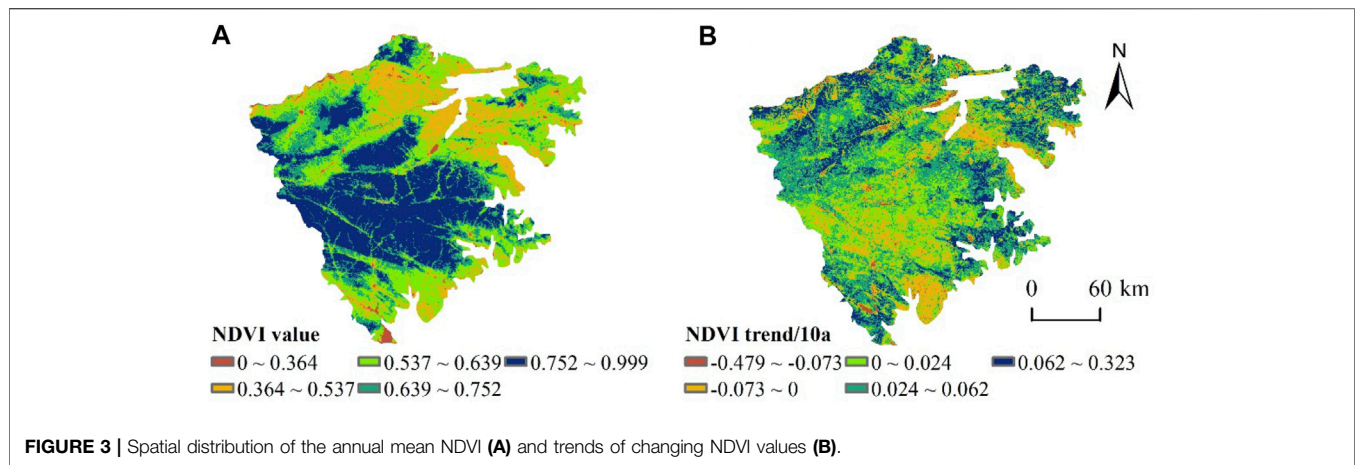 A
B
N
0 60 km
NDVI value
0 ~ 0.364 0.537 ~ 0.639 0.752 ~ 0.999
0.364 ~ 0.537 0.639 ~ 0.752
NDVI trend/10a
-0.479 ~ -0.073 0 ~ 0.024 0.062 ~ 0.323
-0.073 ~ 0 0.024 ~ 0.062
FIGURE 3 | Spatial distribution of the annual mean NDVI (A) and trends of changing NDVI values (B).